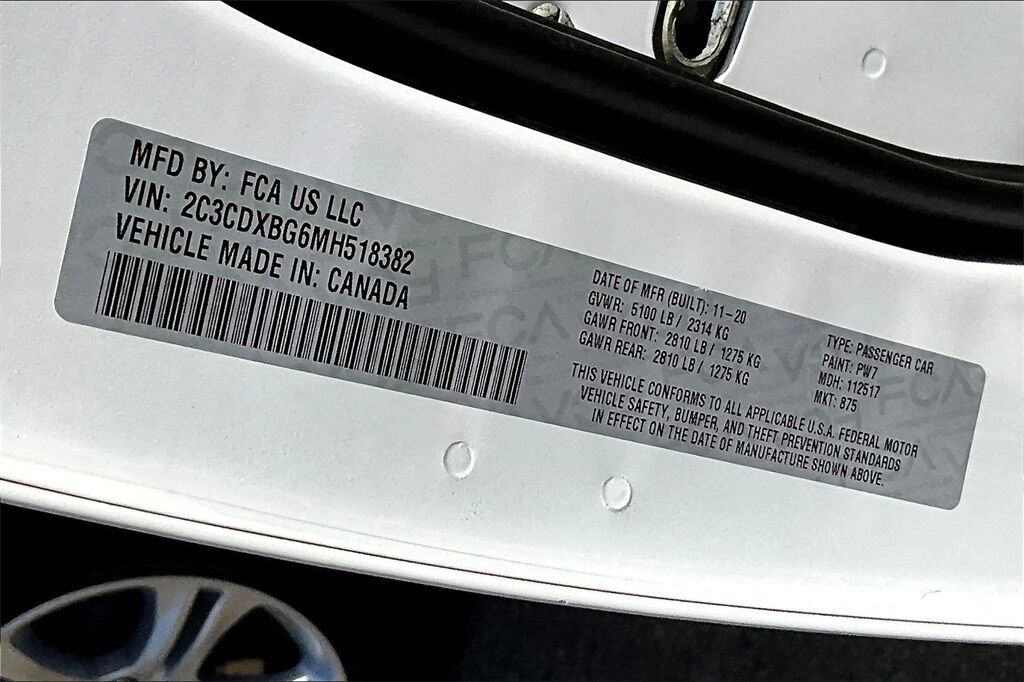 MFD BY: FCA US LLC
VIN: 2C3CDXBG6MH518382
VEHICLE MADE IN: CANADA
DATE OF MFR (BUILT): 11-20
GVWR: 5100 LB / 2314 KG
GAWR FRONT: 2810 LB / 1275 KG
GAWR REAR: 2810 LB / 1275 KG
TYPE: PASSENGER CAR
PAINT: PW7
MDH: 112517
MKT: 875
THIS VEHICLE CONFORMS TO ALL APPLICABLE U.S.A. FEDERAL MOTOR
VEHICLE SAFETY, BUMPER, AND THEFT PREVENTION STANDARDS
IN EFFECT ON THE DATE OF MANUFACTURE SHOWN ABOVE.
FCA
FCA
FCA